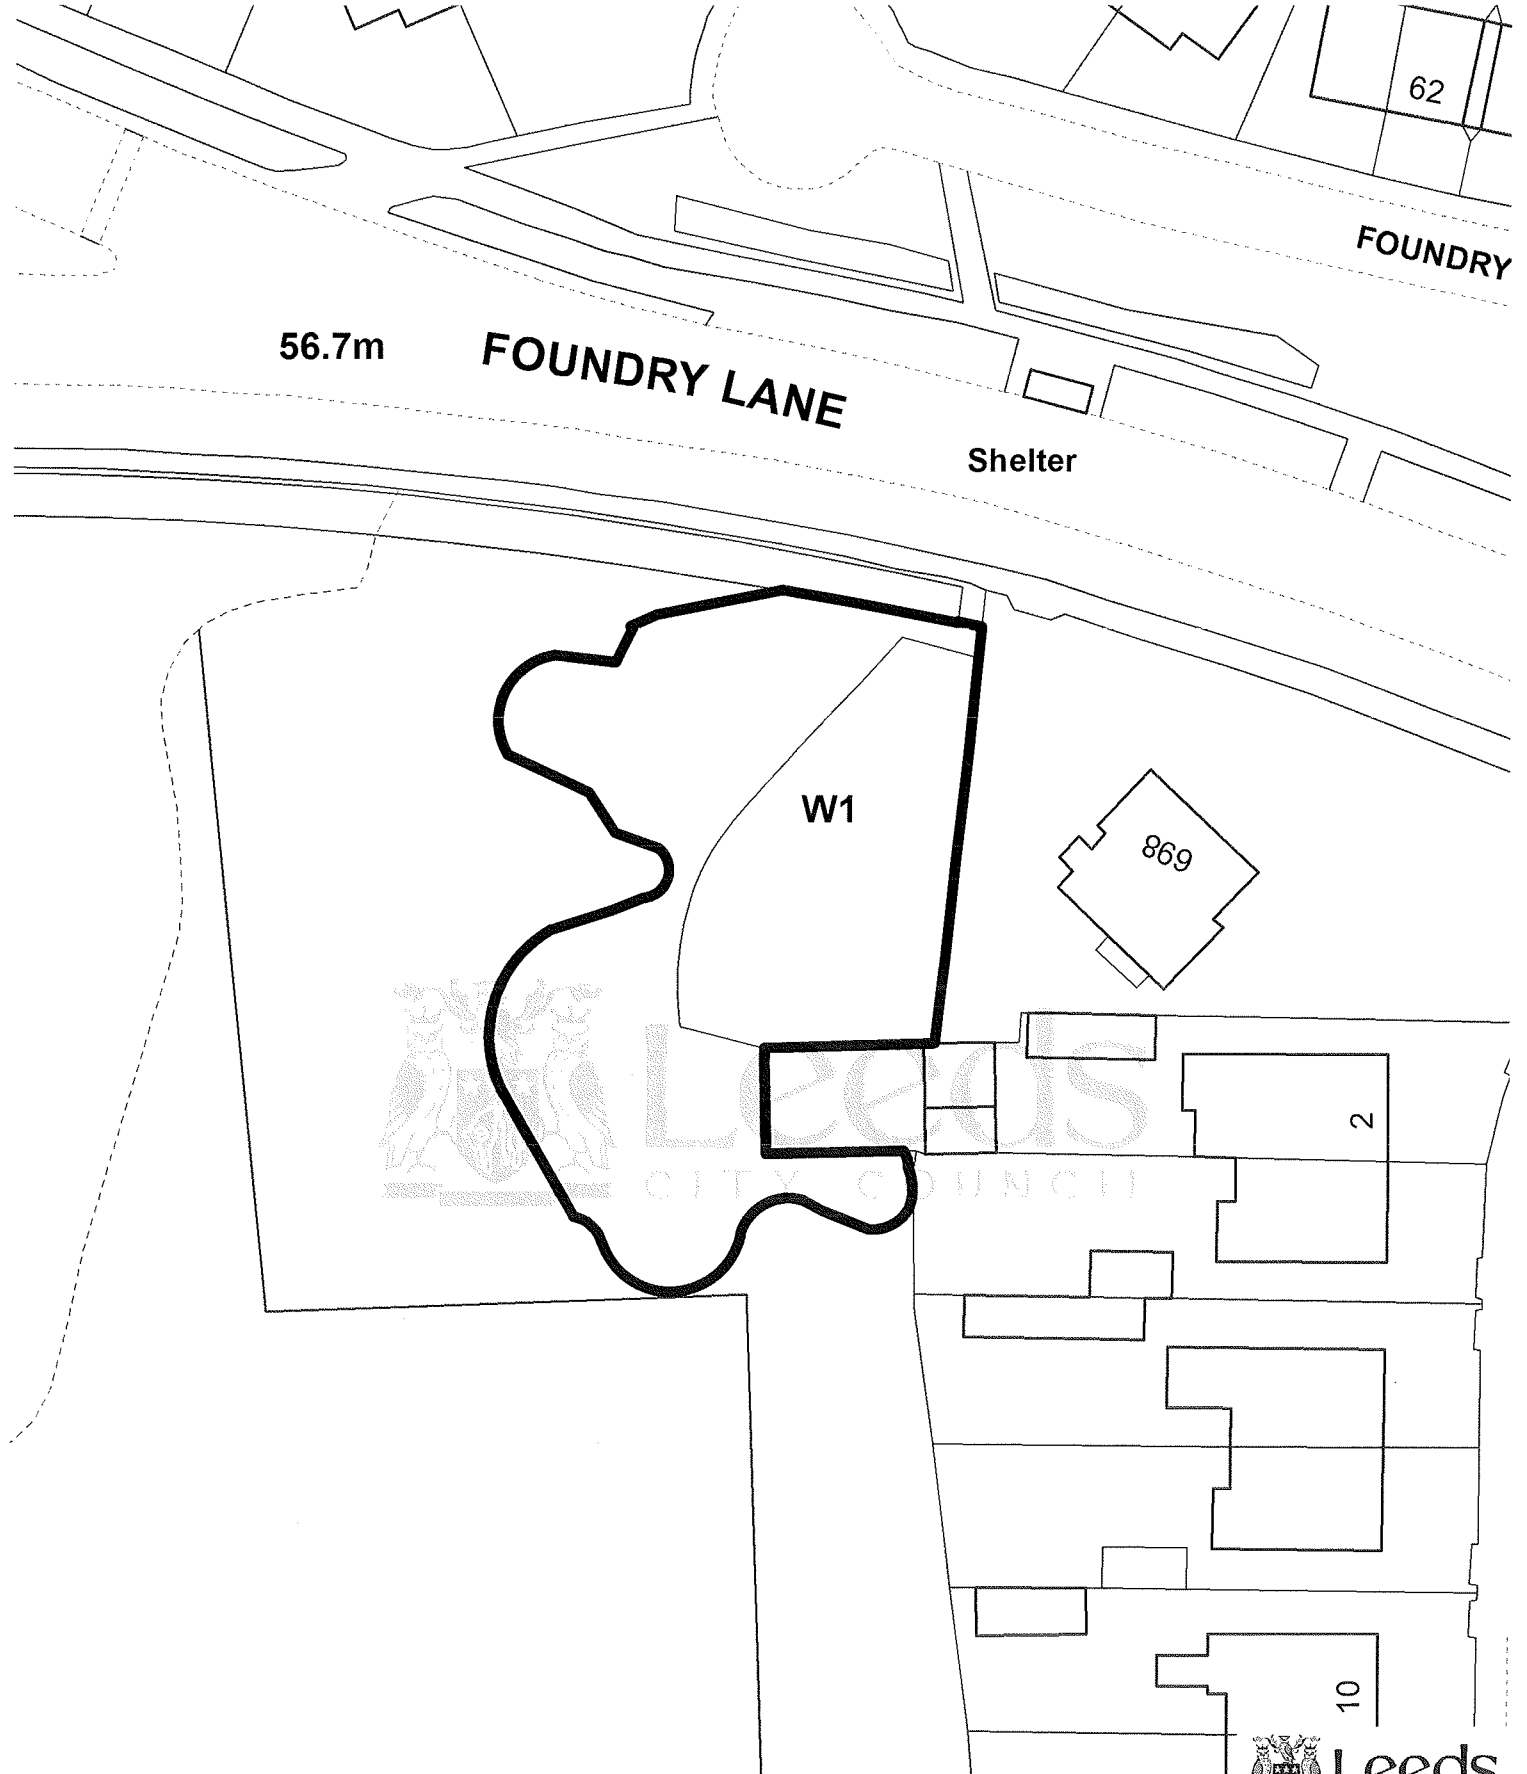 62
FOUNDRY
56.7m
FOUNDRY LANE
Shelter
W1
869
Leeds
CITY COUNCIL
2
10
Leeds